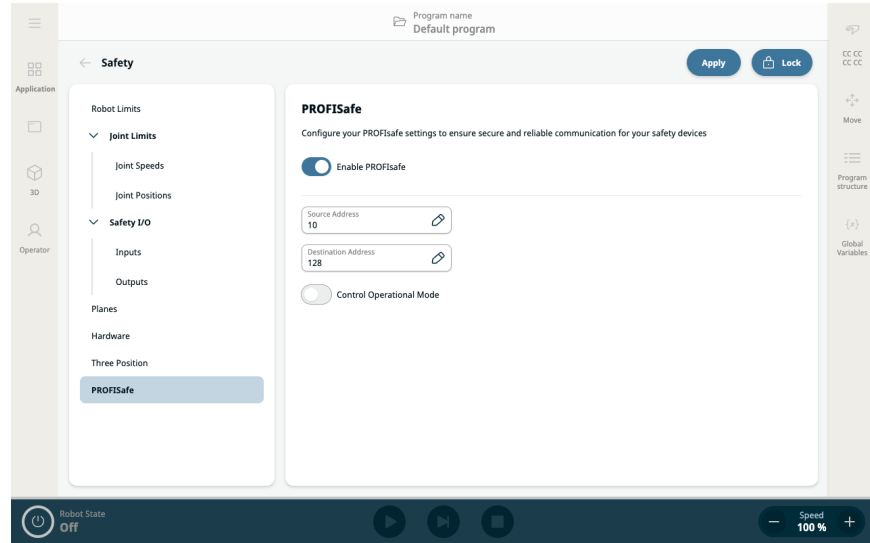 Program name
Default program
Safety
Apply
Lock
CC CC
CC CC
Application
3D
Operator
Robot Limits
Joint Limits
Joint Speeds
Joint Positions
Safety I/O
Inputs
Outputs
Planes
Hardware
Three Position
PROFISafe
PROFISafe
Configure your PROFIsafe settings to ensure secure and reliable communication for your safety devices
Enable PROFIsafe
Source Address
10
Destination Address
128
Control Operational Mode
Move
Program
structure
{x}
Global
Variables
Robot State
Off
Speed
100 %